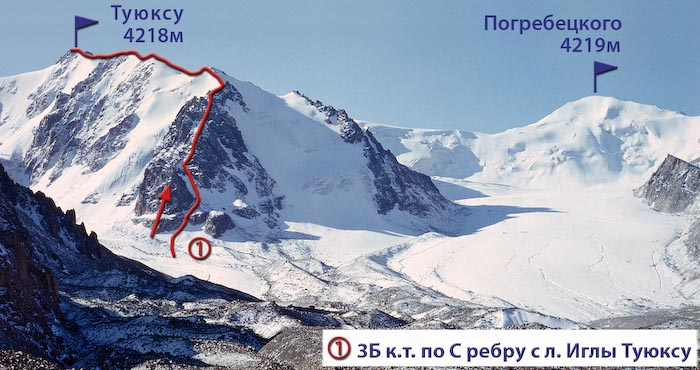 Туюксу
4218м
Погребецкого
4219м
1
1 3Б к.т. по С ребру с л. Иглы Туюксу